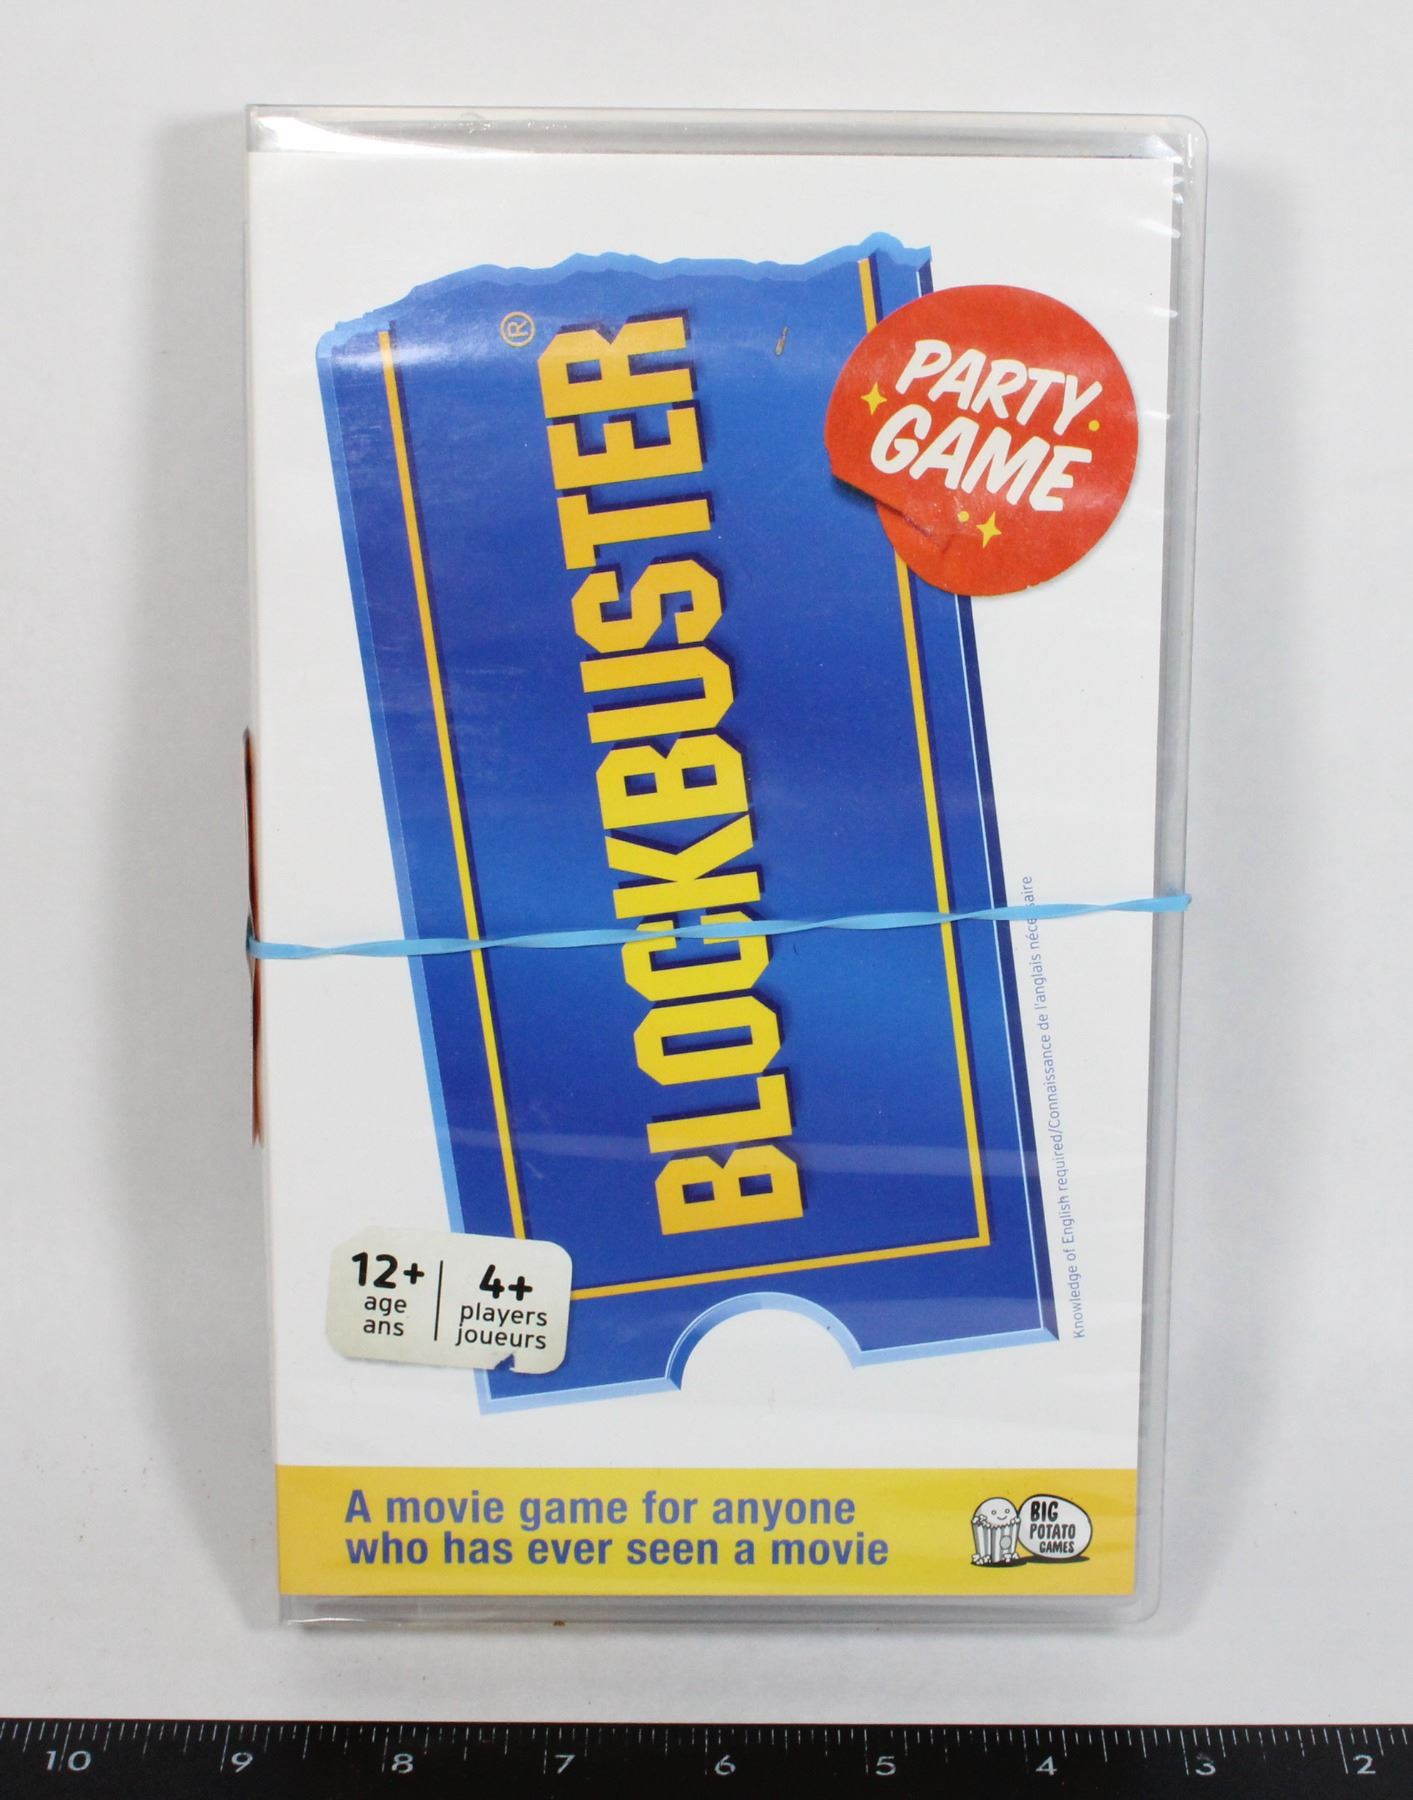 BLOCKBUSTER®
PARTY
GAME
Knowledge of English required/Connaissance de l'anglais nécessaire
12+
age
ans
4+
players
joueurs
A movie game for anyone
who has ever seen a movie
BIG
POTATO
GAMES
10 9 8 7 6 5 4 3 2